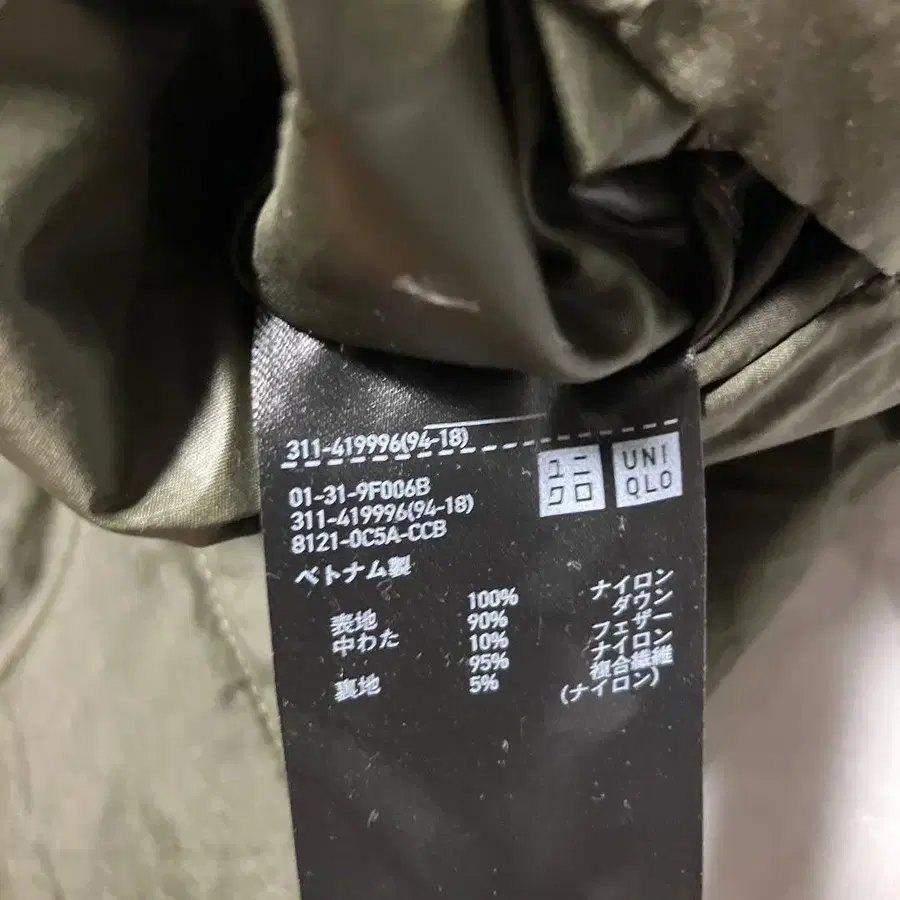 311-419996(94-18)
ユニ
クロ
UNI
QLO
01-31-9F006B
311-419996(94-18)
8121-0C5A-CCB
ベトナム製
表地 100% ナイロン
中わた 90% ダウン
10% フェザー
裏地 95% ナイロン
5% 複合繊維
(ナイロン)